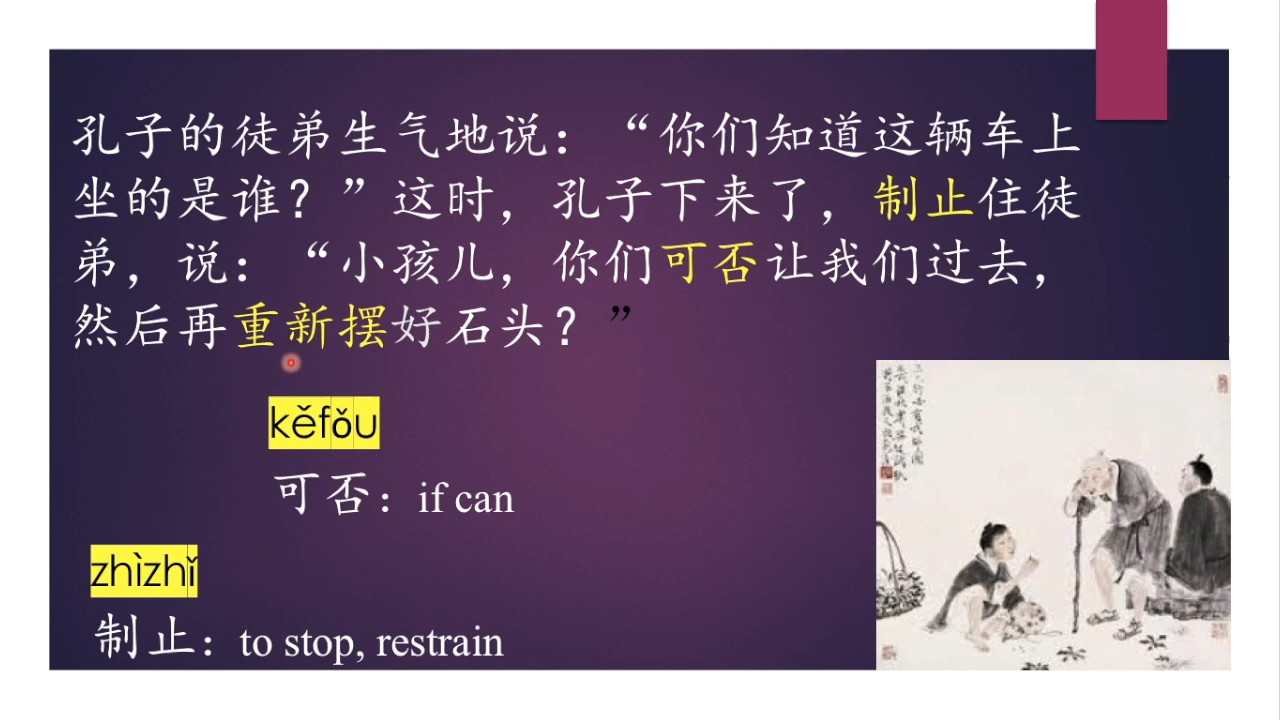 孔子的徒弟生气地说：“你们知道这辆车上
坐的是谁？”这时，孔子下来了，制止住徒
弟，说：“小孩儿，你们可否让我们过去，
然后再重新摆好石头？”
kěfǒu
可否：if can
zhìzhǐ
制止：to stop, restrain